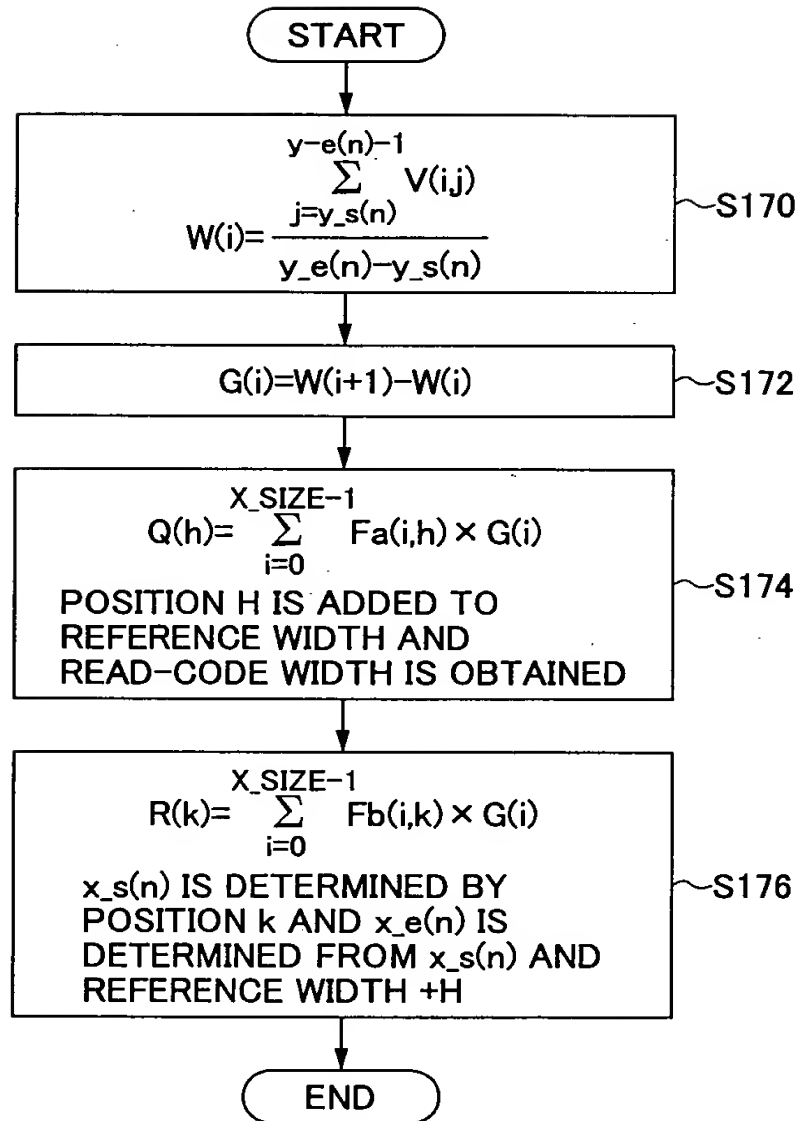 START
y-e(n)-1
Σ V(i,j)
j=y_s(n)
W(i)=
y_e(n)-y_s(n)
S170
G(i)=W(i+1)-W(i)
S172
X_SIZE-1
Q(h)= Σ Fa(i,h) × G(i)
i=0
POSITION H IS ADDED TO
REFERENCE WIDTH AND
READ-CODE WIDTH IS OBTAINED
S174
X_SIZE-1
R(k)= Σ Fb(i,k) × G(i)
i=0
x_s(n) IS DETERMINED BY
POSITION k AND x_e(n) IS
DETERMINED FROM x_s(n) AND
REFERENCE WIDTH +H
S176
END